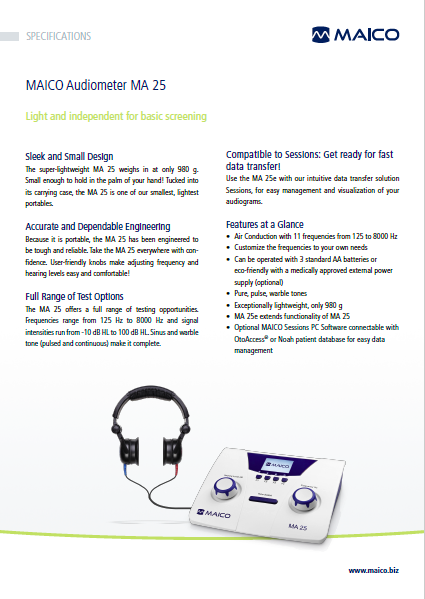 SPECIFICATIONS
MAICO
MAICO Audiometer MA 25
Light and independent for basic screening
Sleek and Small Design
The super-lightweight MA 25 weighs in at only 980 g.
Small enough to hold in the palm of your hand! Tucked into
its carrying case, the MA 25 is one of our smallest, lightest
portables.
Accurate and Dependable Engineering
Because it is portable, the MA 25 has been engineered to
be tough and reliable. Take the MA 25 everywhere with con-
fidence. User-friendly knobs make adjusting frequency and
hearing levels easy and comfortable!
Full Range of Test Options
The MA 25 offers a full range of testing opportunities.
Frequencies range from 125 Hz to 8000 Hz and signal
intensities run from -10 dB HL to 100 dB HL. Sinus and warble
tone (pulsed and continuous) make it complete.
Compatible to Sessions: Get ready for fast
data transfer!
Use the MA 25e with our intuitive data transfer solution
Sessions, for easy management and visualization of your
audiograms.
Features at a Glance
• Air Conduction with 11 frequencies from 125 to 8000 Hz
• Customize the frequencies to your own needs
• Can be operated with 3 standard AA batteries or
eco-friendly with a medically approved external power
supply (optional)
• Pure, pulse, warble tones
• Exceptionally lightweight, only 980 g
• MA 25e extends functionality of MA 25
• Optional MAICO Sessions PC Software connectable with
OtoAccess® or Noah patient database for easy data
management
MAICO
MAICO
MA 25
www.maico.biz